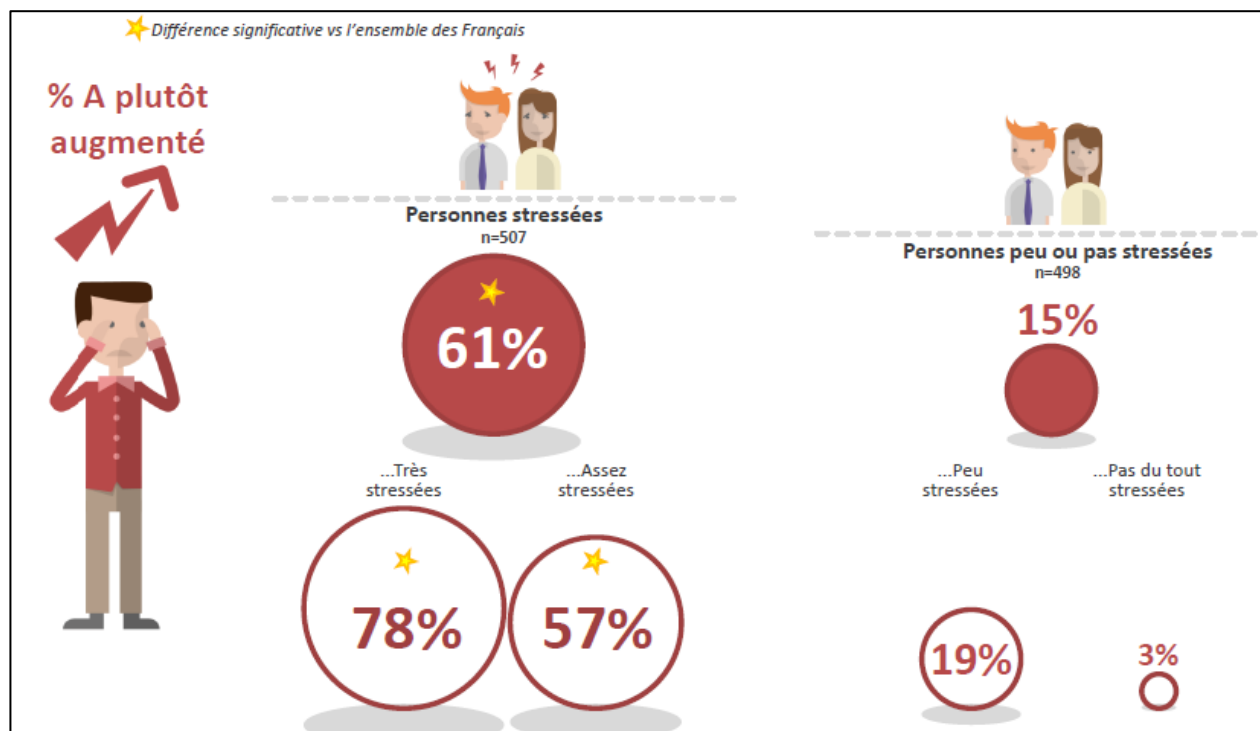 Différence significative vs l'ensemble des Français
% A plutôt
augmenté
Personnes stressées
n=507
61%
...Très
stressées
...Assez
stressées
78%
57%
Personnes peu ou pas stressées
n=498
15%
...Peu
stressées
...Pas du tout
stressées
19%
3%